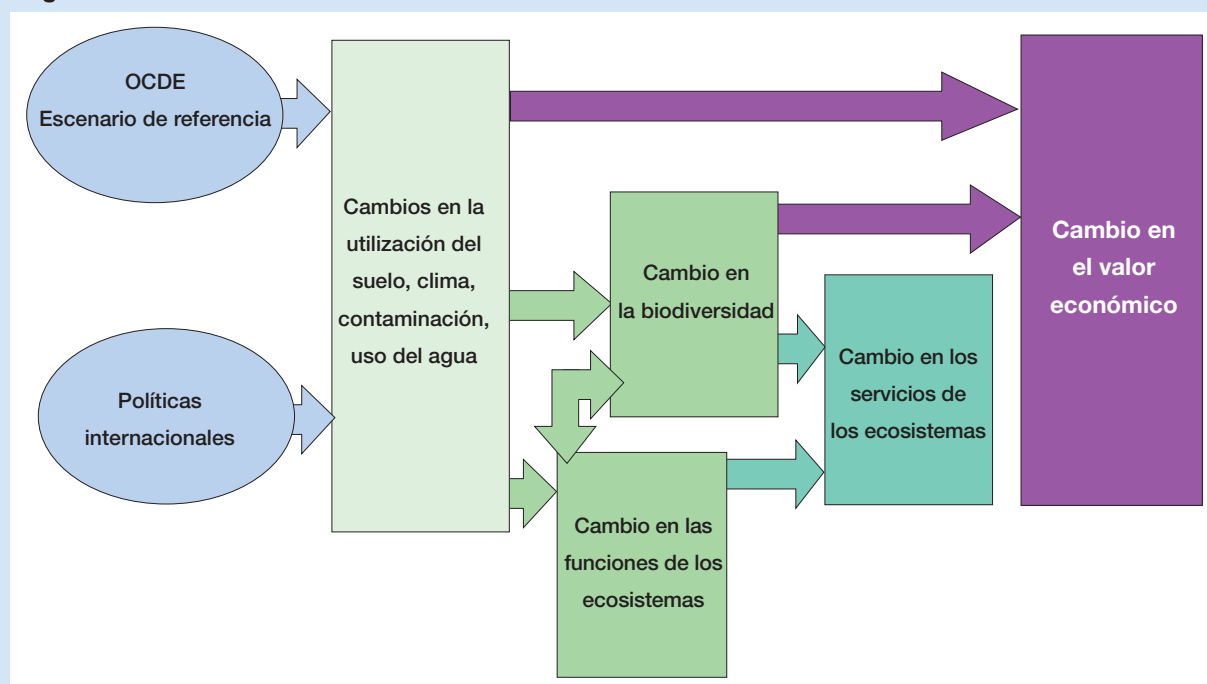 OCDE
Escenario de referencia
Políticas
internacionales
Cambios en la
utilización del
suelo, clima,
contaminación,
uso del agua
Cambio en
la biodiversidad
Cambio en las
funciones de los
ecosistemas
Cambio en los
servicios de
los ecosistemas
Cambio en
el valor
económico